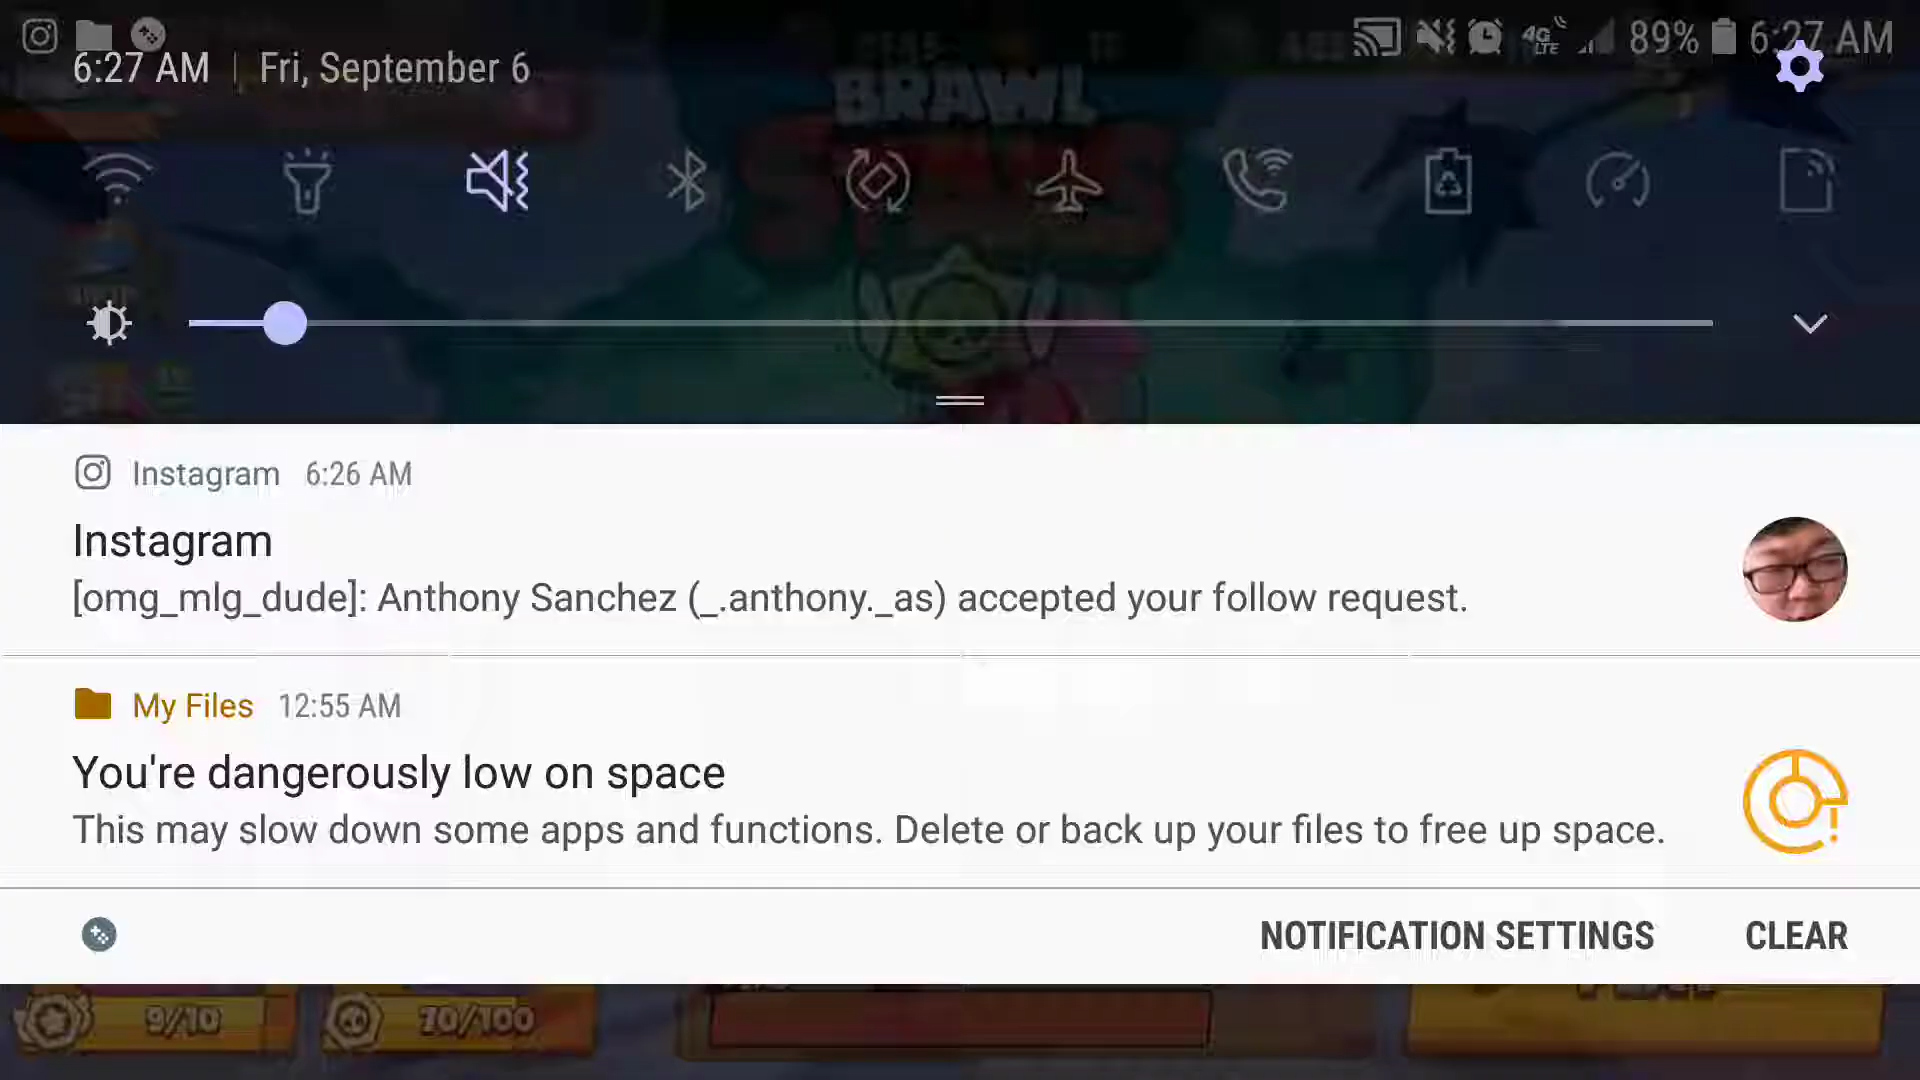 89% 6:27 AM
6:27 AM | Fri, September 6
BRAWL
STARS
Instagram 6:26 AM
Instagram
[omg_mlg_dude]: Anthony Sanchez (_.anthony._as) accepted your follow request.
My Files 12:55 AM
You're dangerously low on space
This may slow down some apps and functions. Delete or back up your files to free up space.
NOTIFICATION SETTINGS CLEAR
9/10 70/100